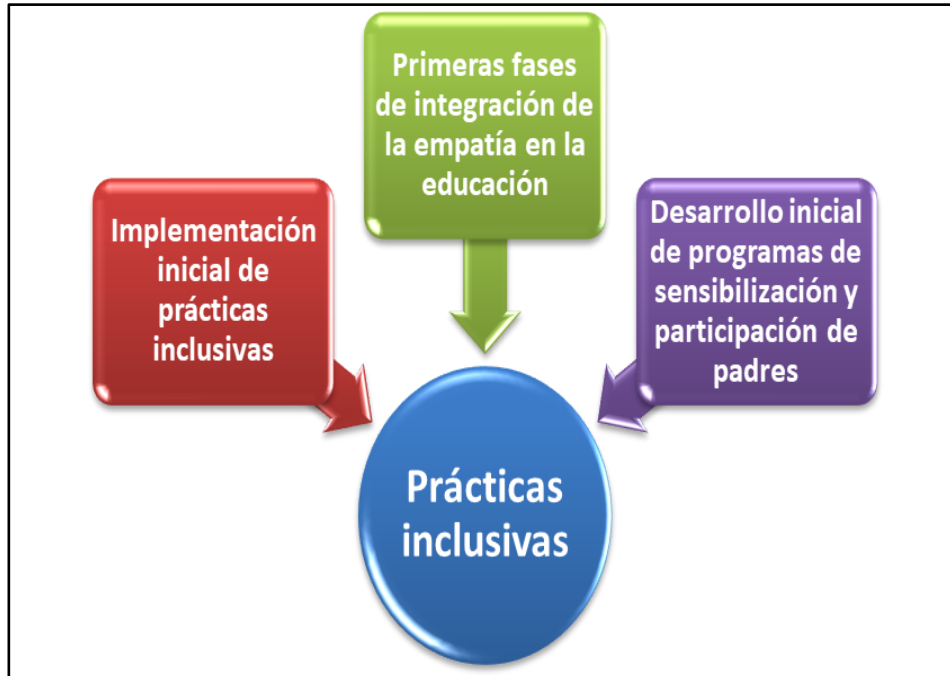 Primeras fases
de integración de
la empatía en la
educación
Implementación
inicial de
prácticas
inclusivas
Desarrollo inicial
de programas de
sensibilización y
participación de
padres
Prácticas
inclusivas